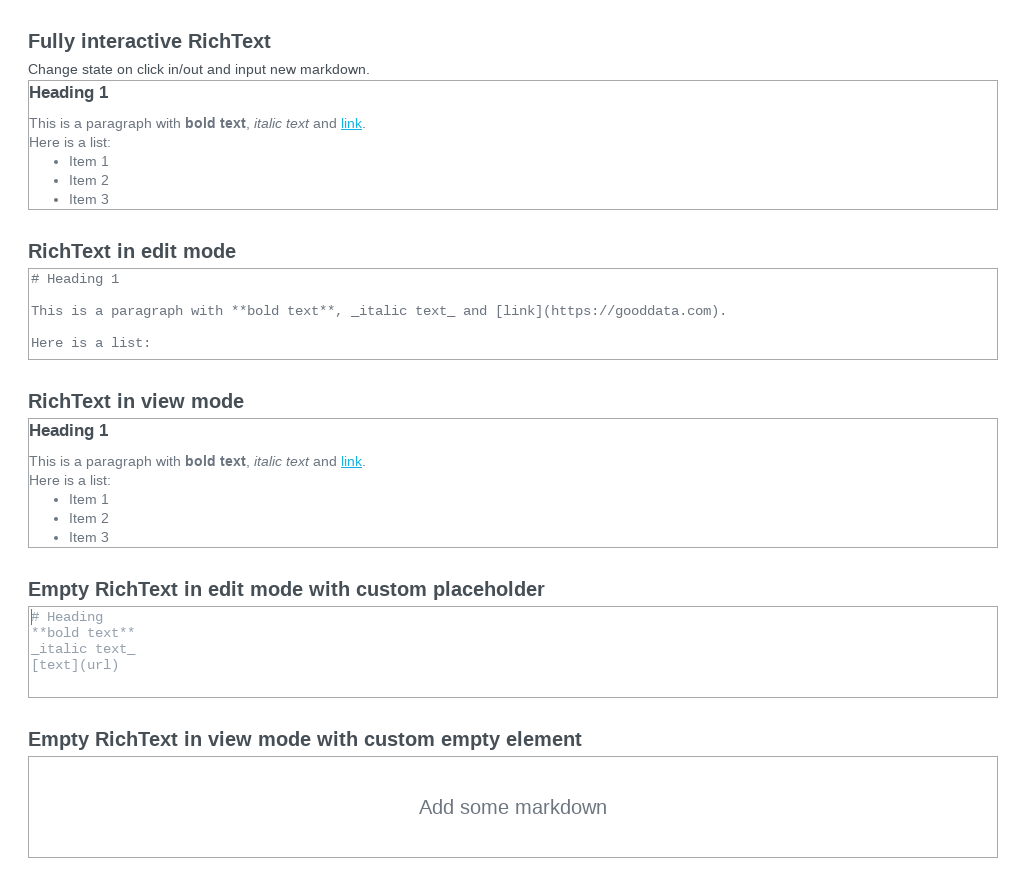 Fully interactive RichText
Change state on click in/out and input new markdown.
Heading 1
This is a paragraph with bold text, italic text and link.
Here is a list:
• Item 1
• Item 2
• Item 3
RichText in edit mode
# Heading 1
This is a paragraph with **bold text**, _italic text_ and [link](https://gooddata.com).
Here is a list:
RichText in view mode
Heading 1
This is a paragraph with bold text, italic text and link.
Here is a list:
• Item 1
• Item 2
• Item 3
Empty RichText in edit mode with custom placeholder
# Heading
**bold text**
_italic text_
[text](url)
Empty RichText in view mode with custom empty element
Add some markdown